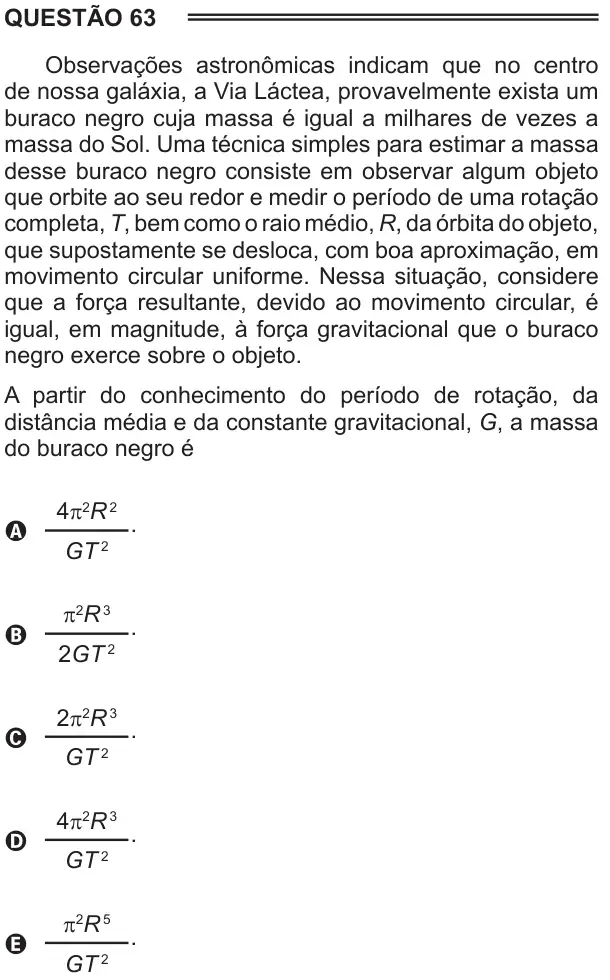 QUESTÃO 63
Observações astronômicas indicam que no centro
de nossa galáxia, a Via Láctea, provavelmente exista um
buraco negro cuja massa é igual a milhares de vezes a
massa do Sol. Uma técnica simples para estimar a massa
desse buraco negro consiste em observar algum objeto
que orbite ao seu redor e medir o período de uma rotação
completa, T, bem como o raio médio, R, da órbita do objeto,
que supostamente se desloca, com boa aproximação, em
movimento circular uniforme. Nessa situação, considere
que a força resultante, devido ao movimento circular, é
igual, em magnitude, à força gravitacional que o buraco
negro exerce sobre o objeto.
A partir do conhecimento do período de rotação, da
distância média e da constante gravitacional, G, a massa
do buraco negro é
4π²R²
A .
GT²
π²R³
B .
2GT²
2π²R³
C .
GT²
4π²R³
D .
GT²
π²R⁵
E .
GT²